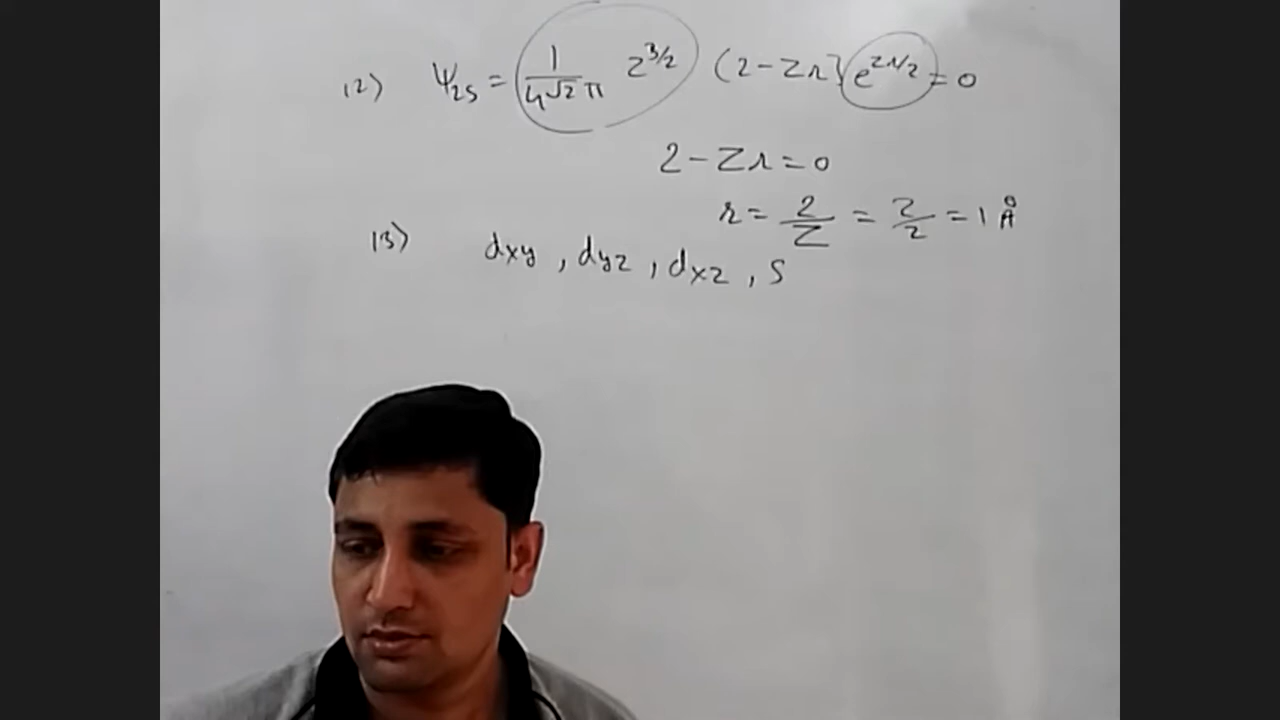 12) ψ2s = 1/4√2π Z^3/2 (2-Zr) e^Zr/2 = 0
2-Zr=0
r = 2/Z = 2/2 = 1 Å
13) dxy, dyz, dxz, s